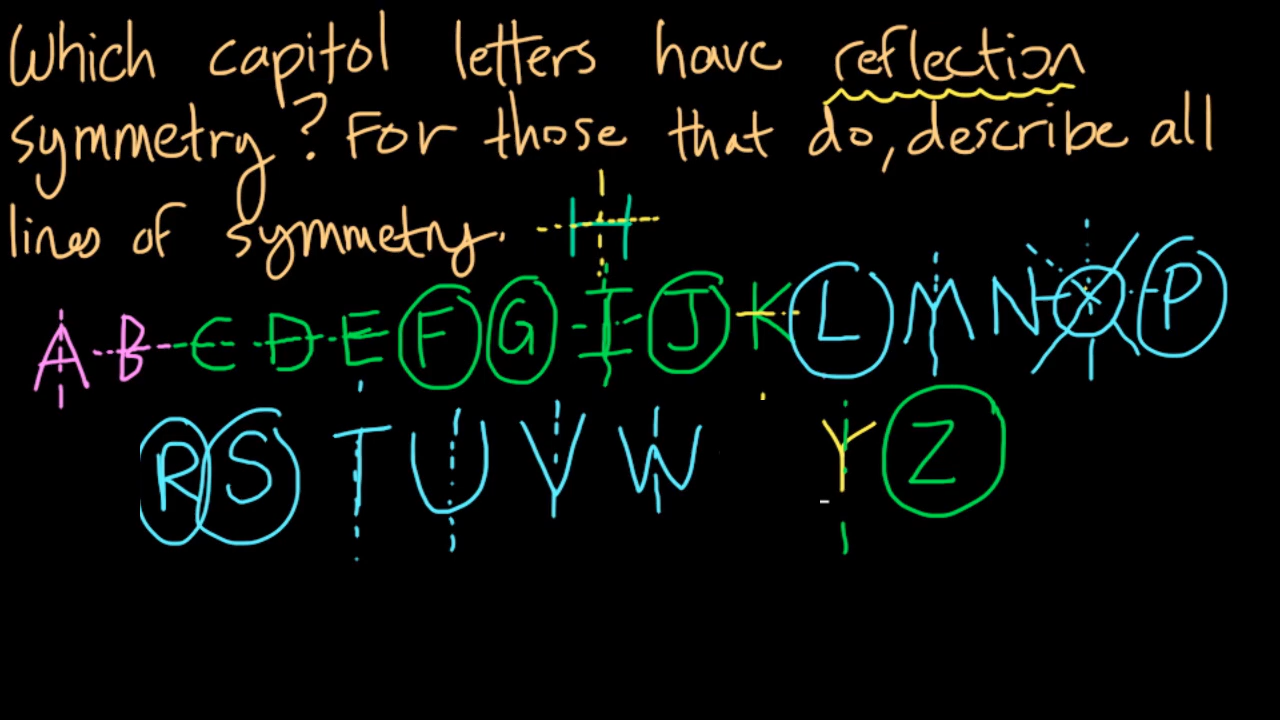 Which capitol letters have reflection
symmetry? For those that do, describe all
lines of symmetry. H
A B C D E F G I J K L M N O P
R S T U V W Y Z